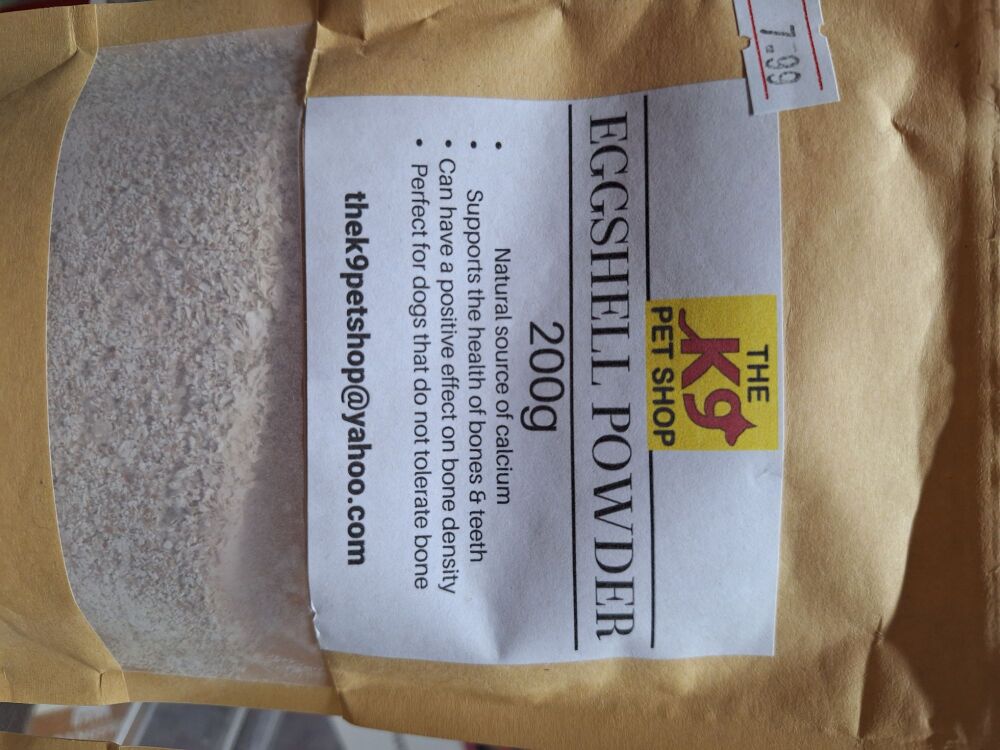 7.99
THE
K9
PET SHOP
EGGSHELL POWDER
200g
• Natural source of calcium
• Supports the health of bones & teeth
• Can have a positive effect on bone density
• Perfect for dogs that do not tolerate bone
thek9petshop@yahoo.com